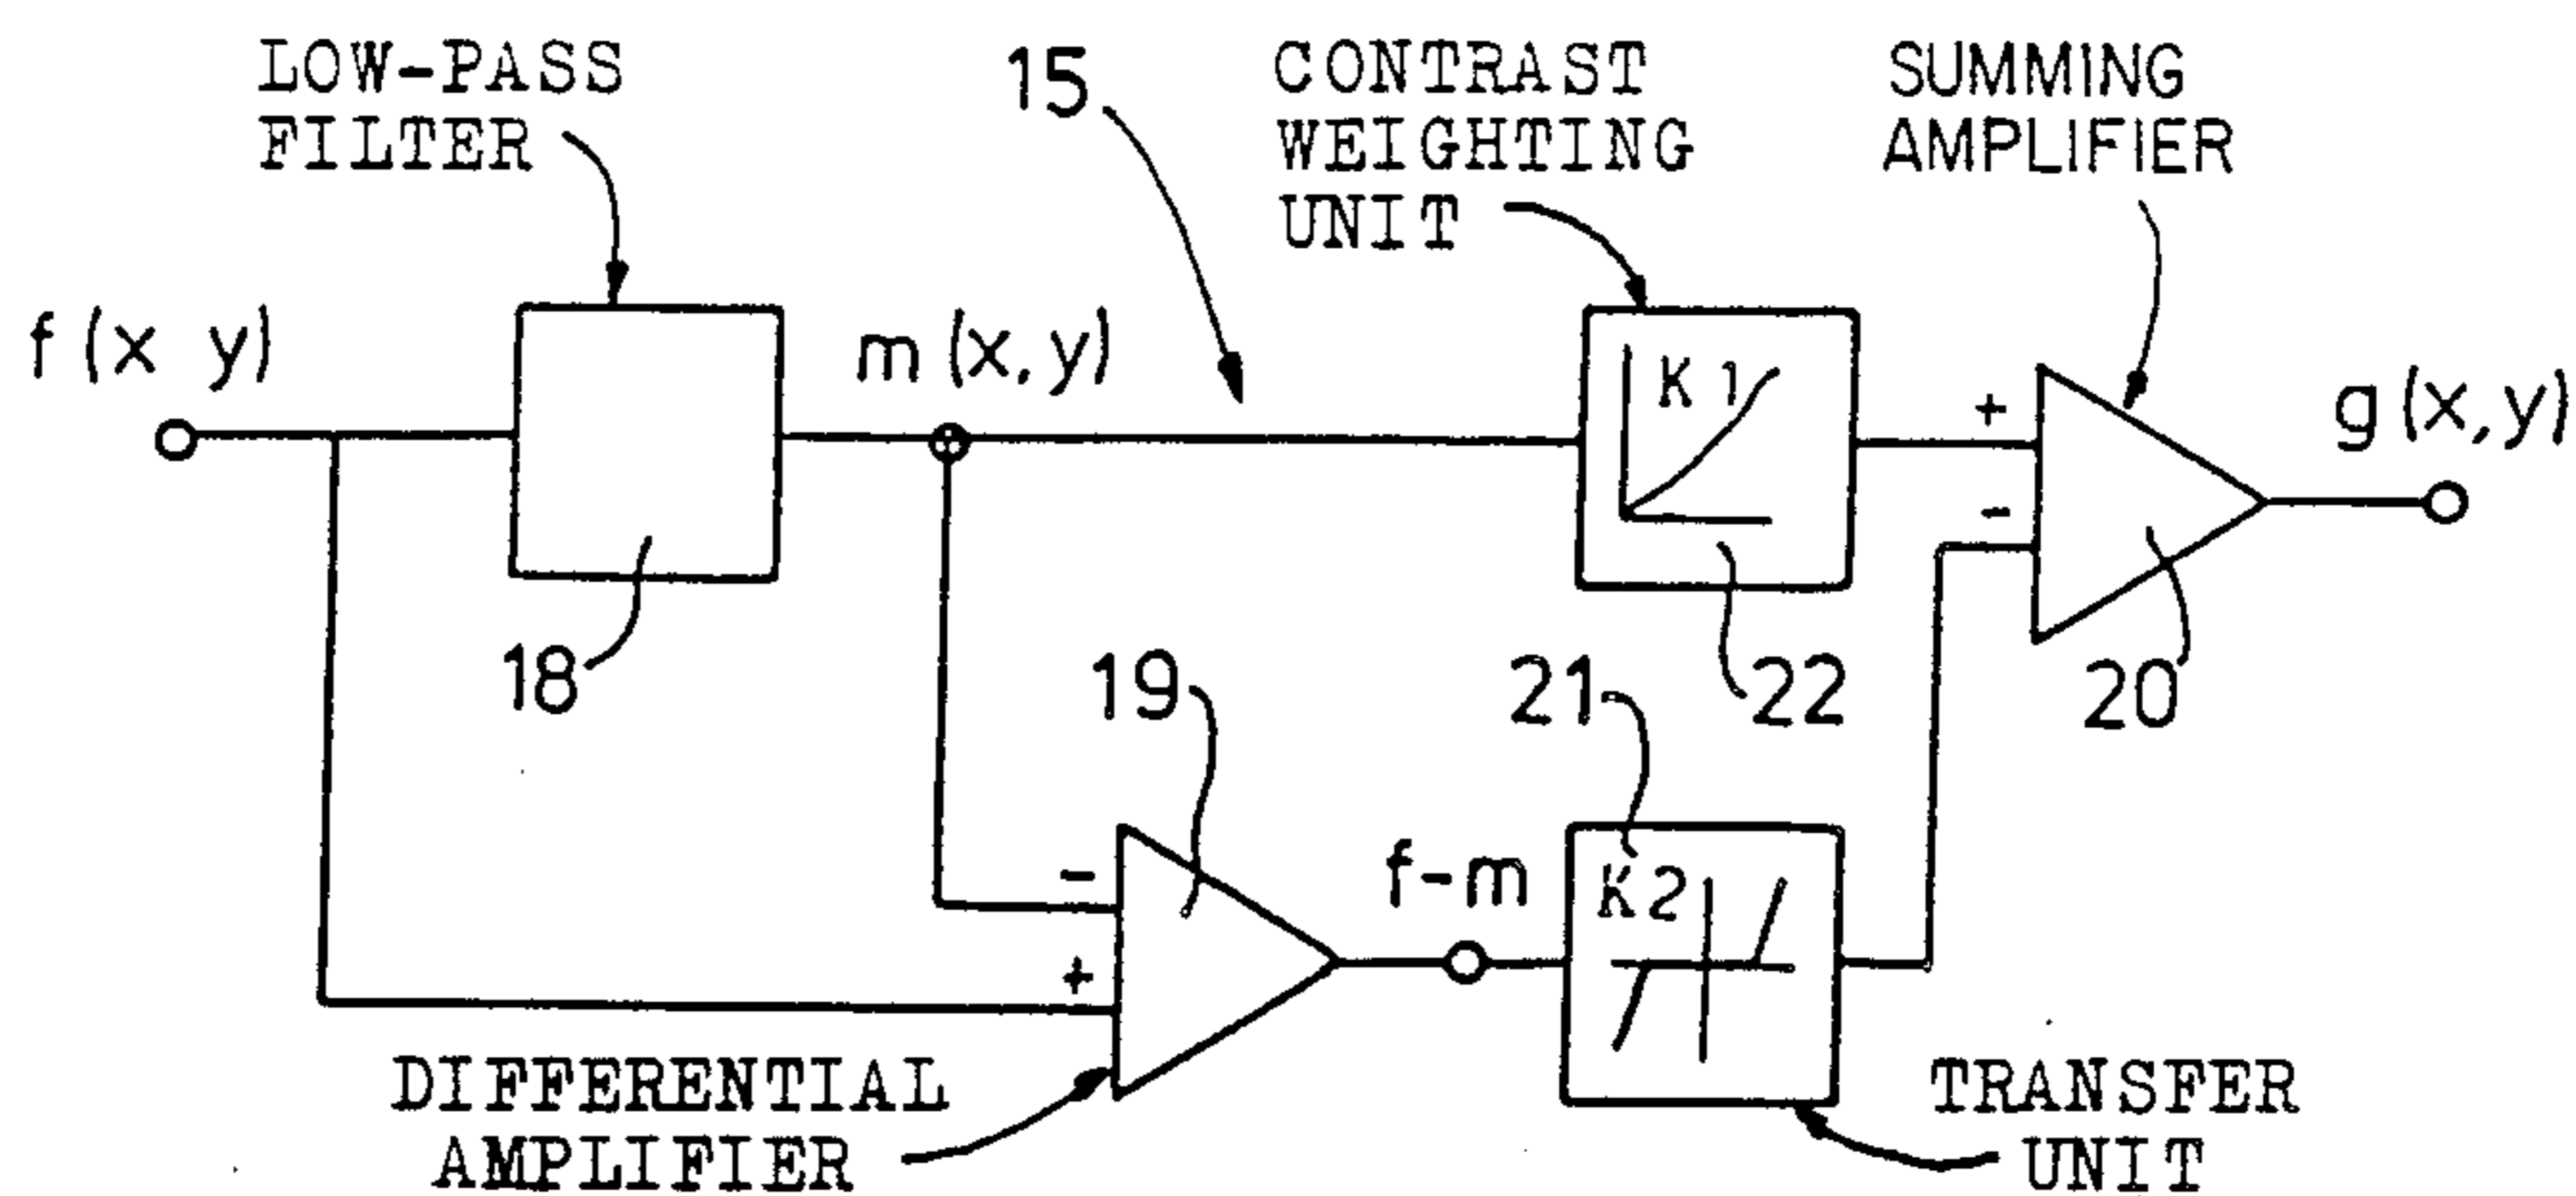 LOW-PASS
FILTER
15
CONTRAST
WEIGHTING
UNIT
SUMMING
AMPLIFIER
f (x y)
m (x, y)
K 1
+
-
g (x, y)
18
19
21
22
20
-
+
f-m
K2
DIFFERENTIAL
AMPLIFIER
TRANSFER
UNIT